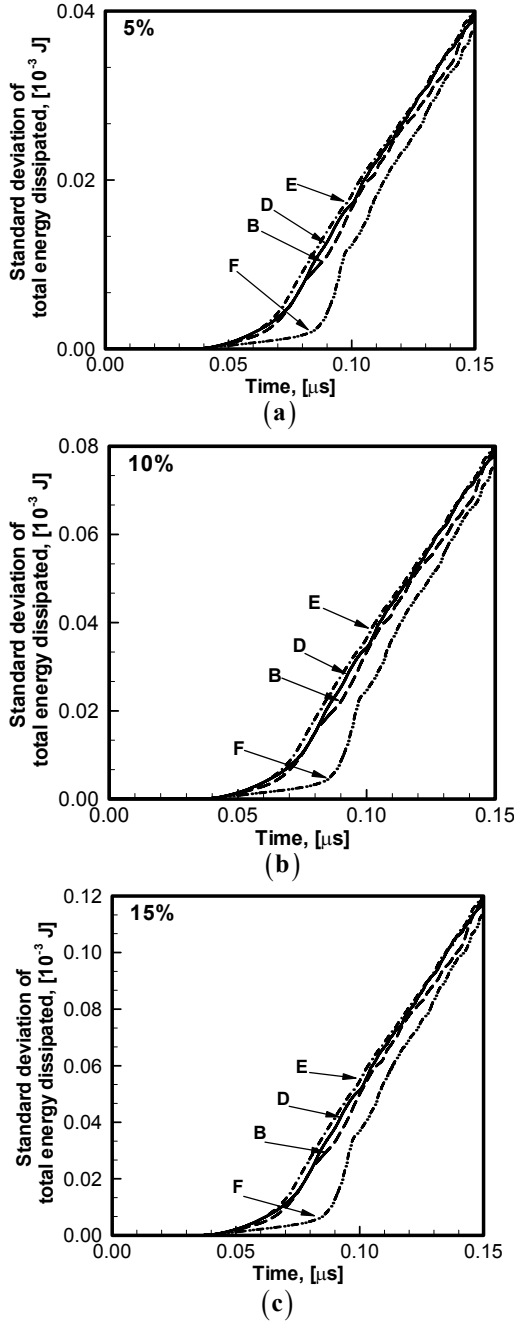 5%
Standard deviation of
total energy dissipated, [10⁻³ J]
0.04
0.02
0.00
E
D
B
F
0.00 0.05 0.10 0.15
Time, [μs]
(a)
10%
Standard deviation of
total energy dissipated, [10⁻³ J]
0.08
0.06
0.04
0.02
0.00
E
D
B
F
0.00 0.05 0.10 0.15
Time, [μs]
(b)
15%
Standard deviation of
total energy dissipated, [10⁻³ J]
0.12
0.10
0.08
0.06
0.04
0.02
0.00
E
D
B
F
0.00 0.05 0.10 0.15
Time, [μs]
(c)